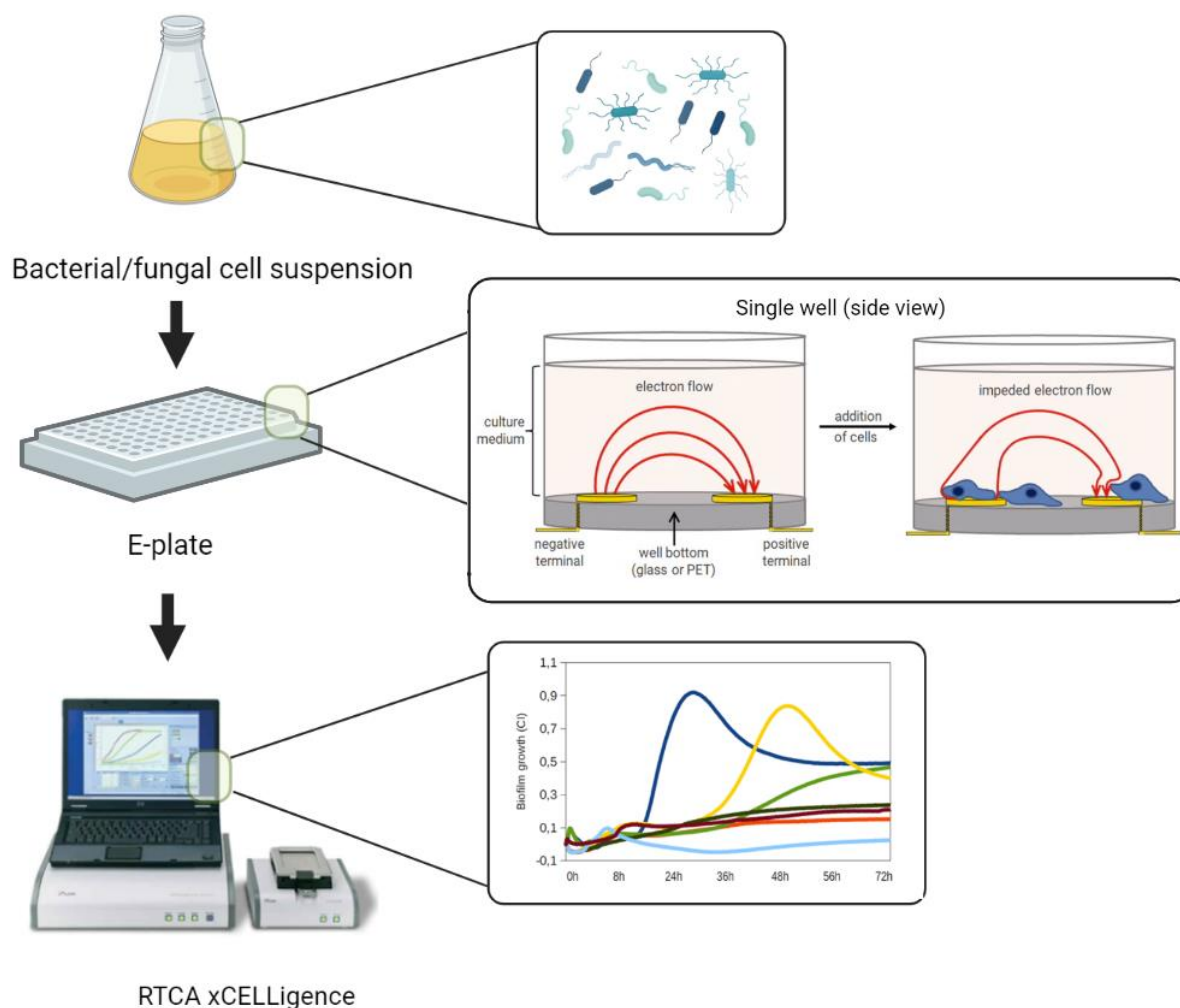 Bacterial/fungal cell suspension
Single well (side view)
electron flow
culture
medium
negative
terminal
well bottom
(glass or PET)
positive
terminal
addition
of cells
impeded electron flow
E-plate
Biofilm growth (CI)
1,1
0,9
0,7
0,5
0,3
0,1
-0,1
0h 8h 24h 36h 48h 56h 72h
RTCA xCELLigence